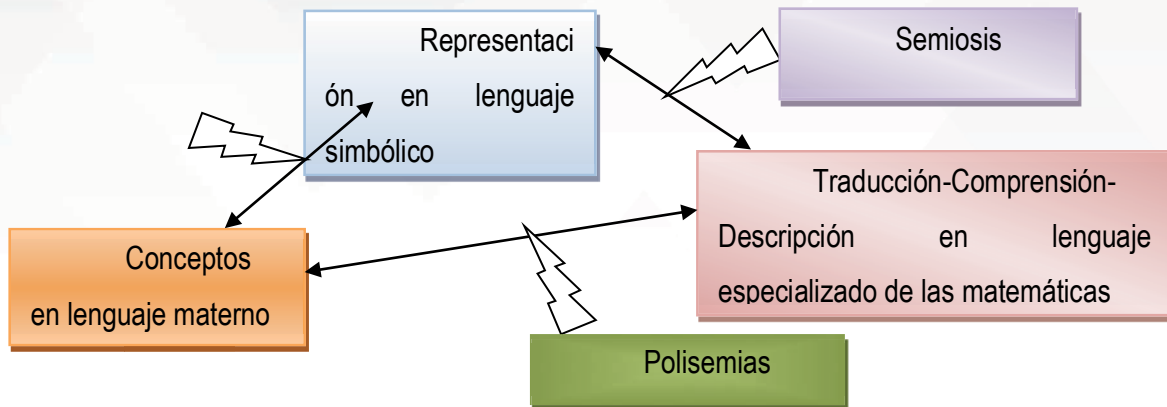 Representaci
ón en lenguaje
simbólico
Semiosis
Traducción-Comprensión-
Descripción en lenguaje
especializado de las matemáticas
Conceptos
en lenguaje materno
Polisemias